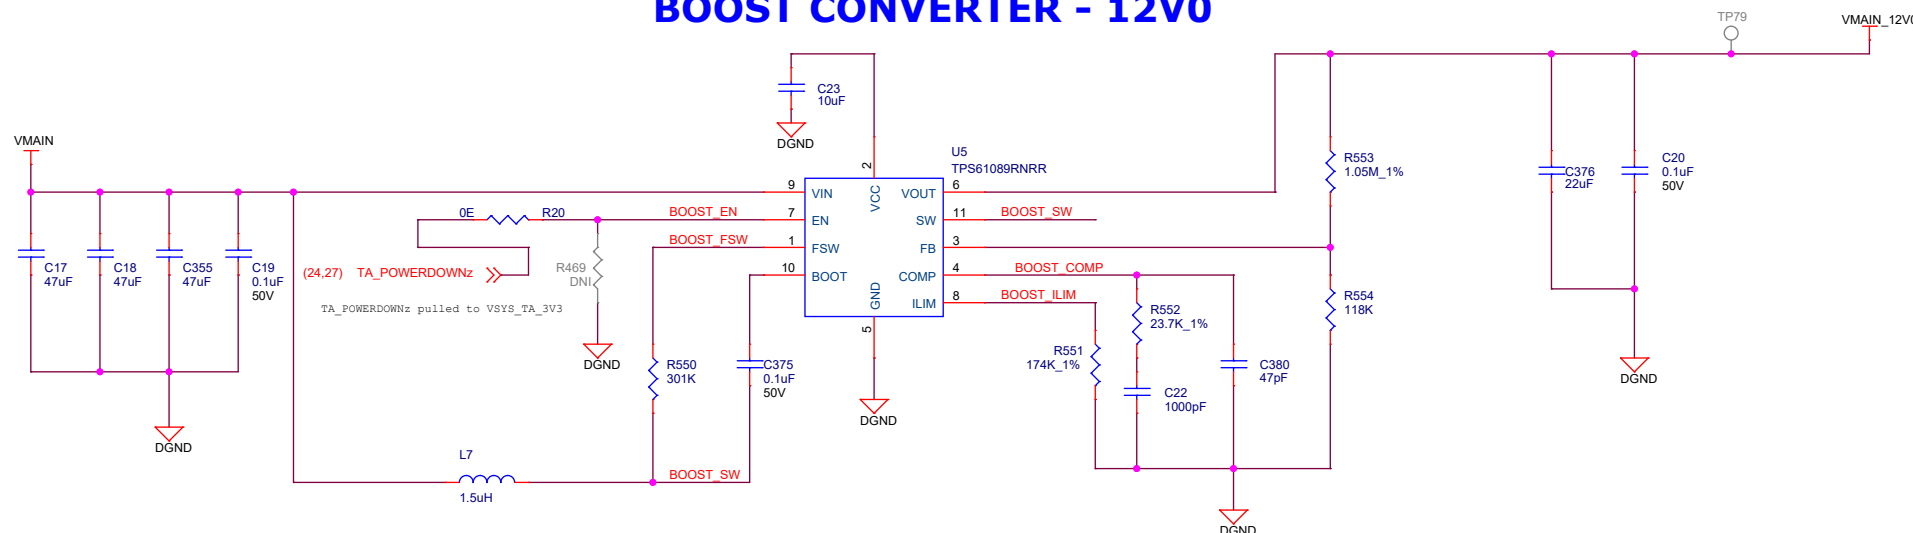 BOOST CONVERTER - 12V0
TP79
VMAIN_12V0
C23
10uF
DGND
VMAIN
U5
TPS61089RNRR
2
VCC
9
VIN
VOUT
6
0E
R20
BOOST_EN
7
EN
SW
11
BOOST_SW
BOOST_FSW
1
FSW
FB
3
10
BOOT
COMP
4
BOOST_COMP
GND
ILIM
8
BOOST_ILIM
5
R553
1.05M_1%
C376
22uF
C20
0.1uF
50V
C17
47uF
C18
47uF
C355
47uF
C19
0.1uF
50V
(24,27)
TA_POWERDOWNz
R469
DNI
TA_POWERDOWNz pulled to VSYS_TA_3V3
R552
23.7K_1%
R554
118K
DGND
R550
301K
C375
0.1uF
50V
R551
174K_1%
C22
1000pF
C380
47pF
DGND
DGND
DGND
L7
1.5uH
BOOST_SW
DGND